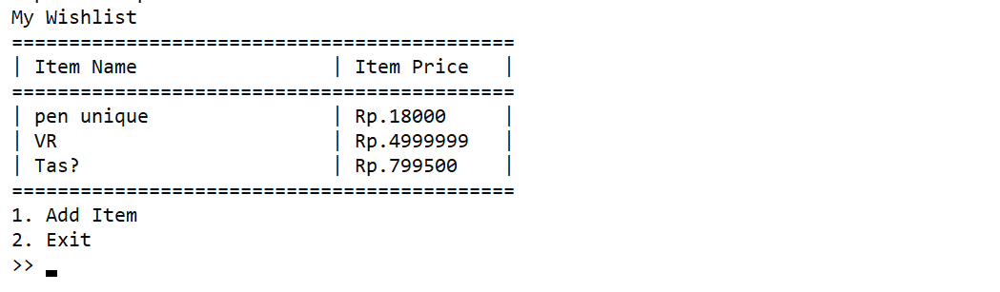 My Wishlist
============================================
| Item Name                 | Item Price   |
============================================
| pen unique                | Rp.18000     |
| VR                        | Rp.4999999   |
| Tas?                      | Rp.799500    |
============================================
1. Add Item
2. Exit
>>